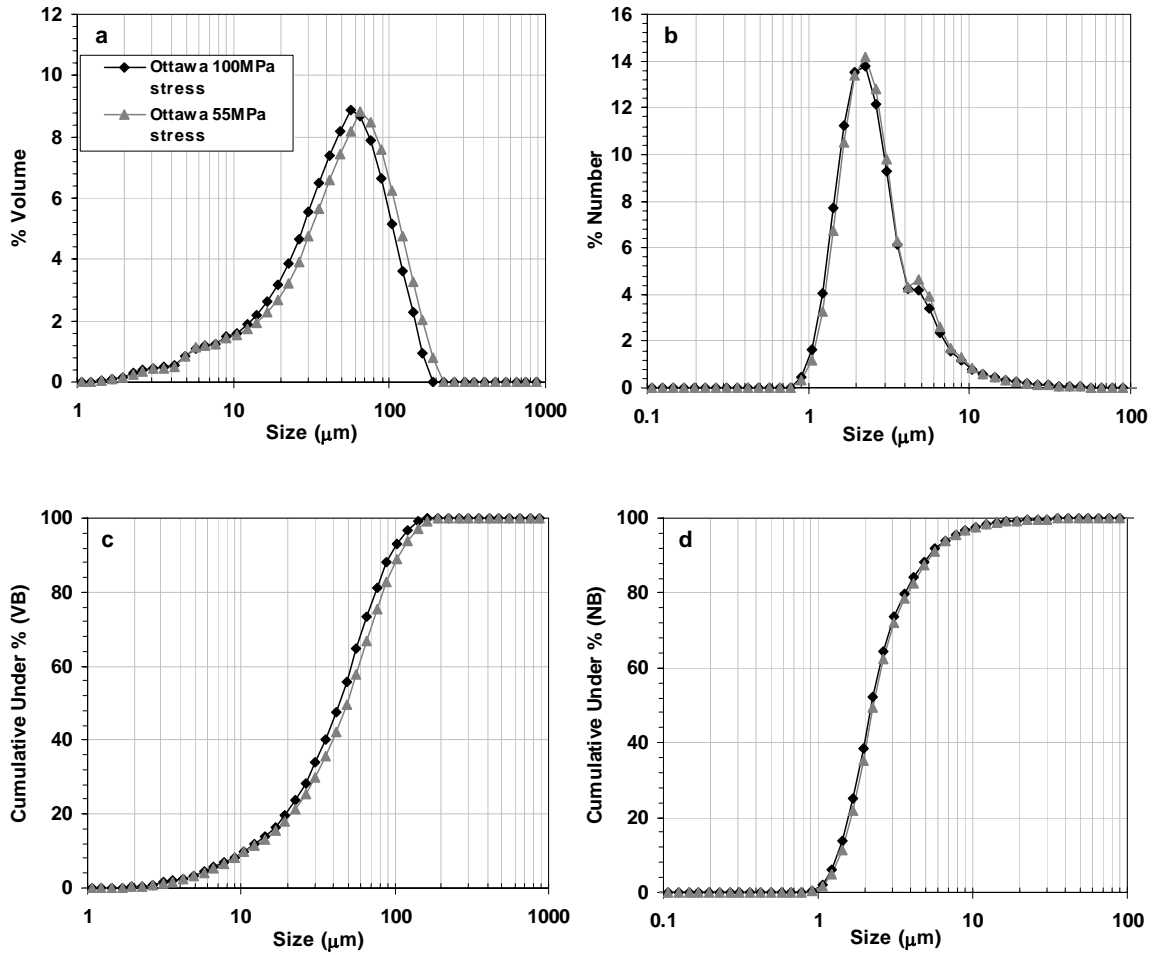 a
Ottawa 100MPa
stress
Ottawa 55MPa
stress
% Volume
12
10
8
6
4
2
0
1 10 100 1000
Size (μm)
b
% Number
16
14
12
10
8
6
4
2
0
0.1 1 10 100
Size (μm)
c
Cumulative Under % (VB)
100
80
60
40
20
0
1 10 100 1000
Size (μm)
d
Cumulative Under % (NB)
100
80
60
40
20
0
0.1 1 10 100
Size (μm)